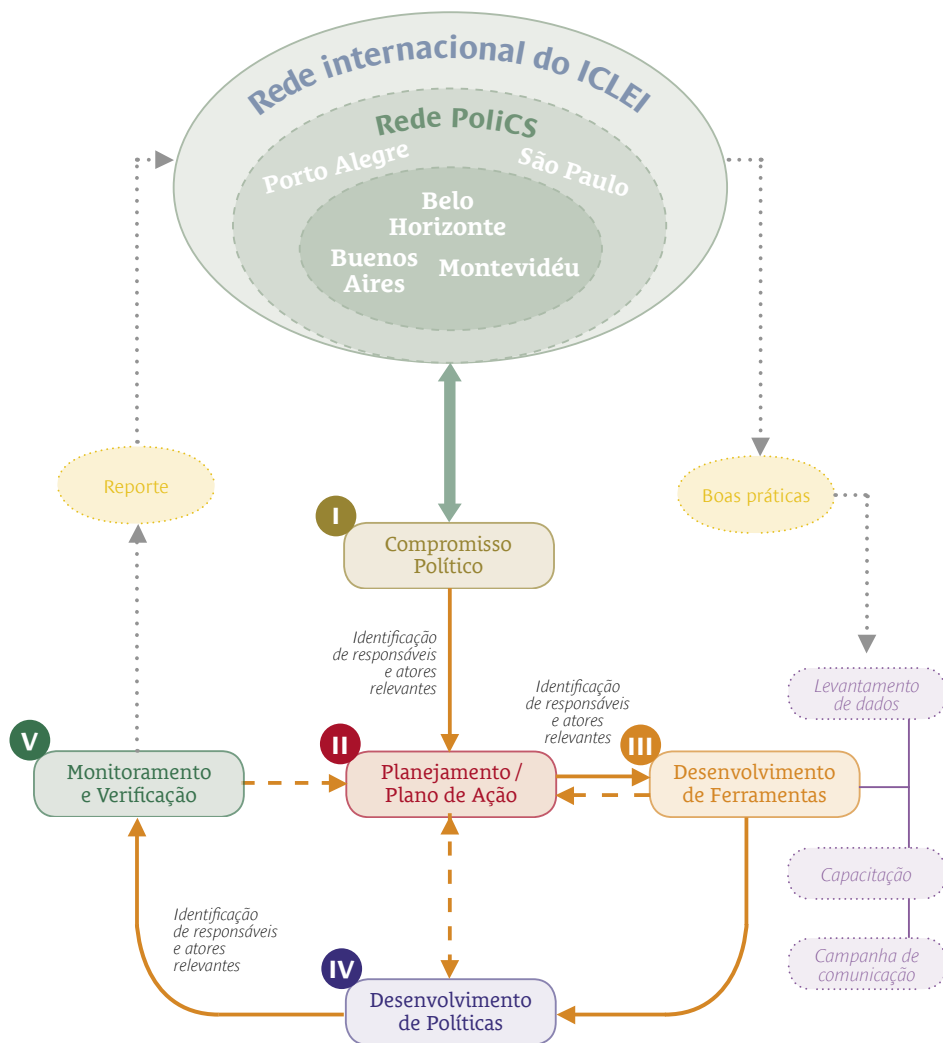 Rede internacional do ICLEI
Rede PoliCS
Porto Alegre
São Paulo
Belo
Horizonte
Buenos
Aires
Montevidéu
Reporte
Boas práticas
I
Compromisso
Político
Identificação
de responsáveis
e atores
relevantes
Identificação
de responsáveis
e atores
relevantes
Levantamento
de dados
V
Monitoramento
e Verificação
II
Planejamento /
Plano de Ação
III
Desenvolvimento
de Ferramentas
Capacitação
Identificação
de responsáveis
e atores
relevantes
Campanha de
comunicação
IV
Desenvolvimento
de Políticas